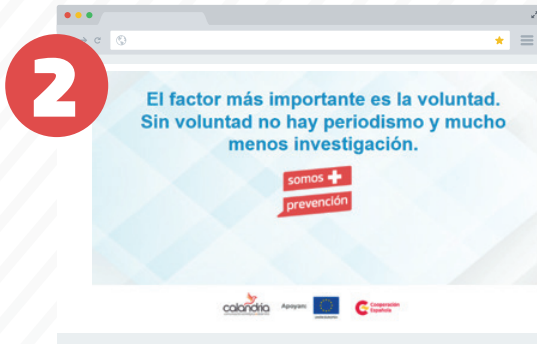 2
El factor más importante es la voluntad.
Sin voluntad no hay periodismo y mucho
menos investigación.
somos +
prevención
calandria
Apoyan:
Cooperación
Española